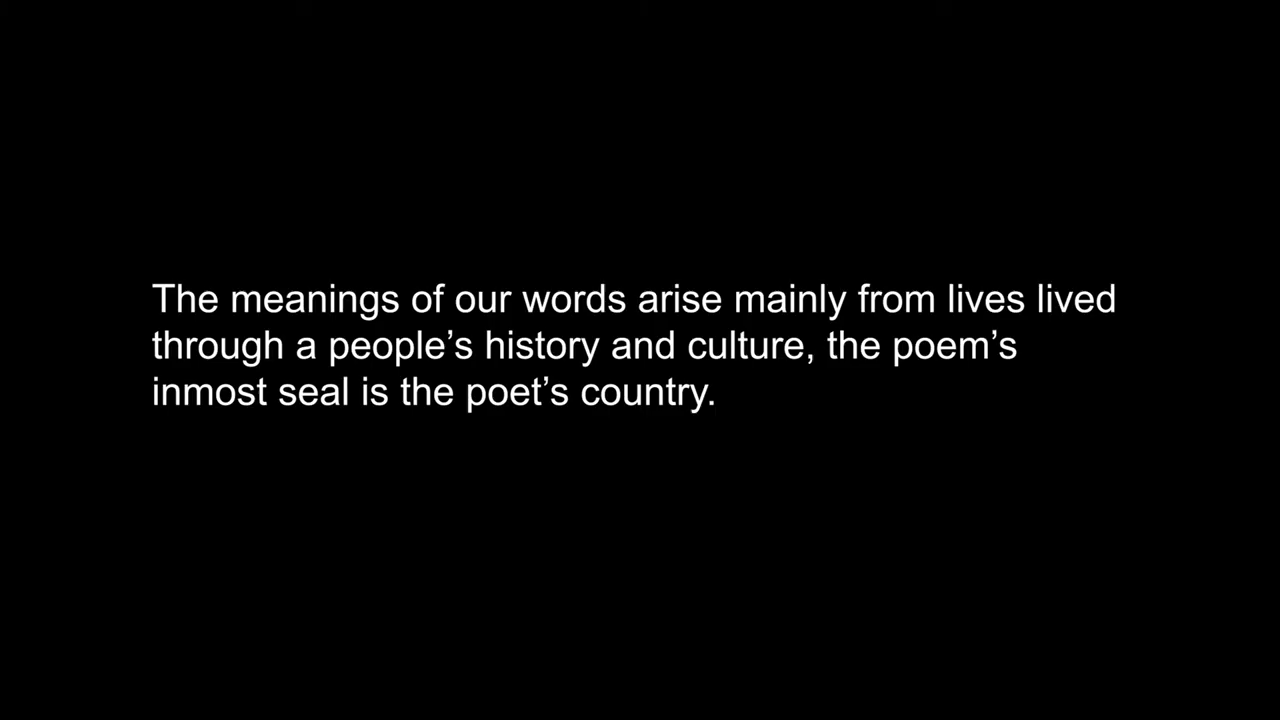 The meanings of our words arise mainly from lives lived
through a people’s history and culture, the poem’s
inmost seal is the poet’s country.